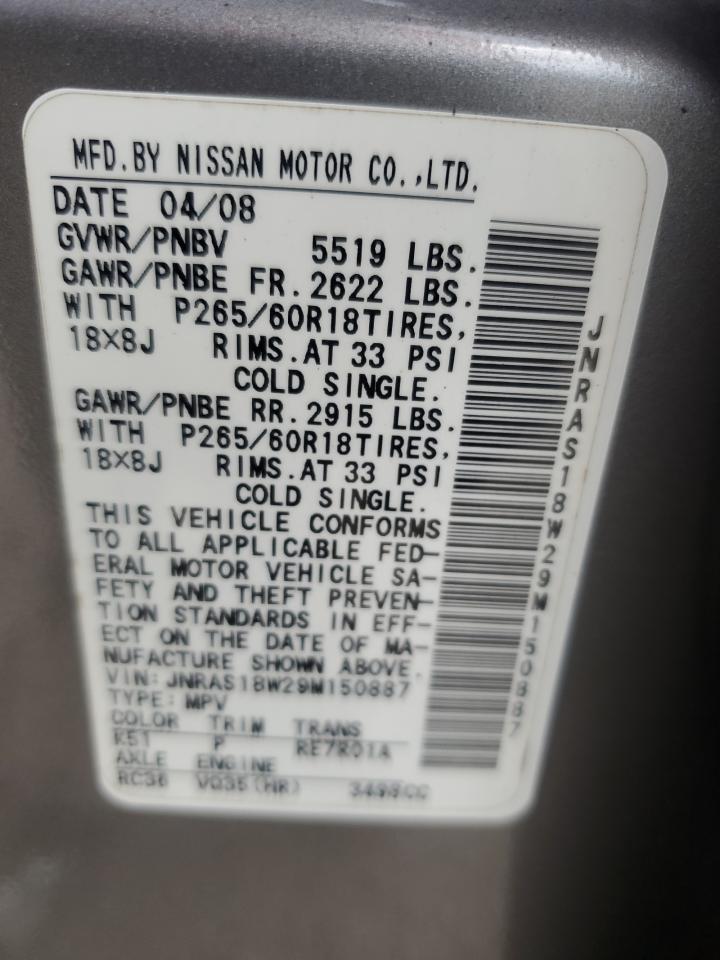 MFD.BY NISSAN MOTOR CO.,LTD.
DATE 04/08
GVWR/PNBV 5519 LBS.
GAWR/PNBE FR.2622 LBS.
WITH P265/60R18TIRES,
18X8J RIMS.AT 33 PSI
COLD SINGLE.
GAWR/PNBE RR.2915 LBS.
WITH P265/60R18TIRES,
18X8J RIMS.AT 33 PSI
COLD SINGLE.
THIS VEHICLE CONFORMS
TO ALL APPLICABLE FED-
ERAL MOTOR VEHICLE SA-
FETY AND THEFT PREVEN-
TION STANDARDS IN EFF-
ECT ON THE DATE OF MA-
NUFACTURE SHOWN ABOVE.
VIN: JNRAS18W29M150887
TYPE: MPV
COLOR TRIM TRANS
K51 P RE7R01A
AXLE ENGINE
RC36 VQ35(HR) 3498CC
JNRAS18W29M150887